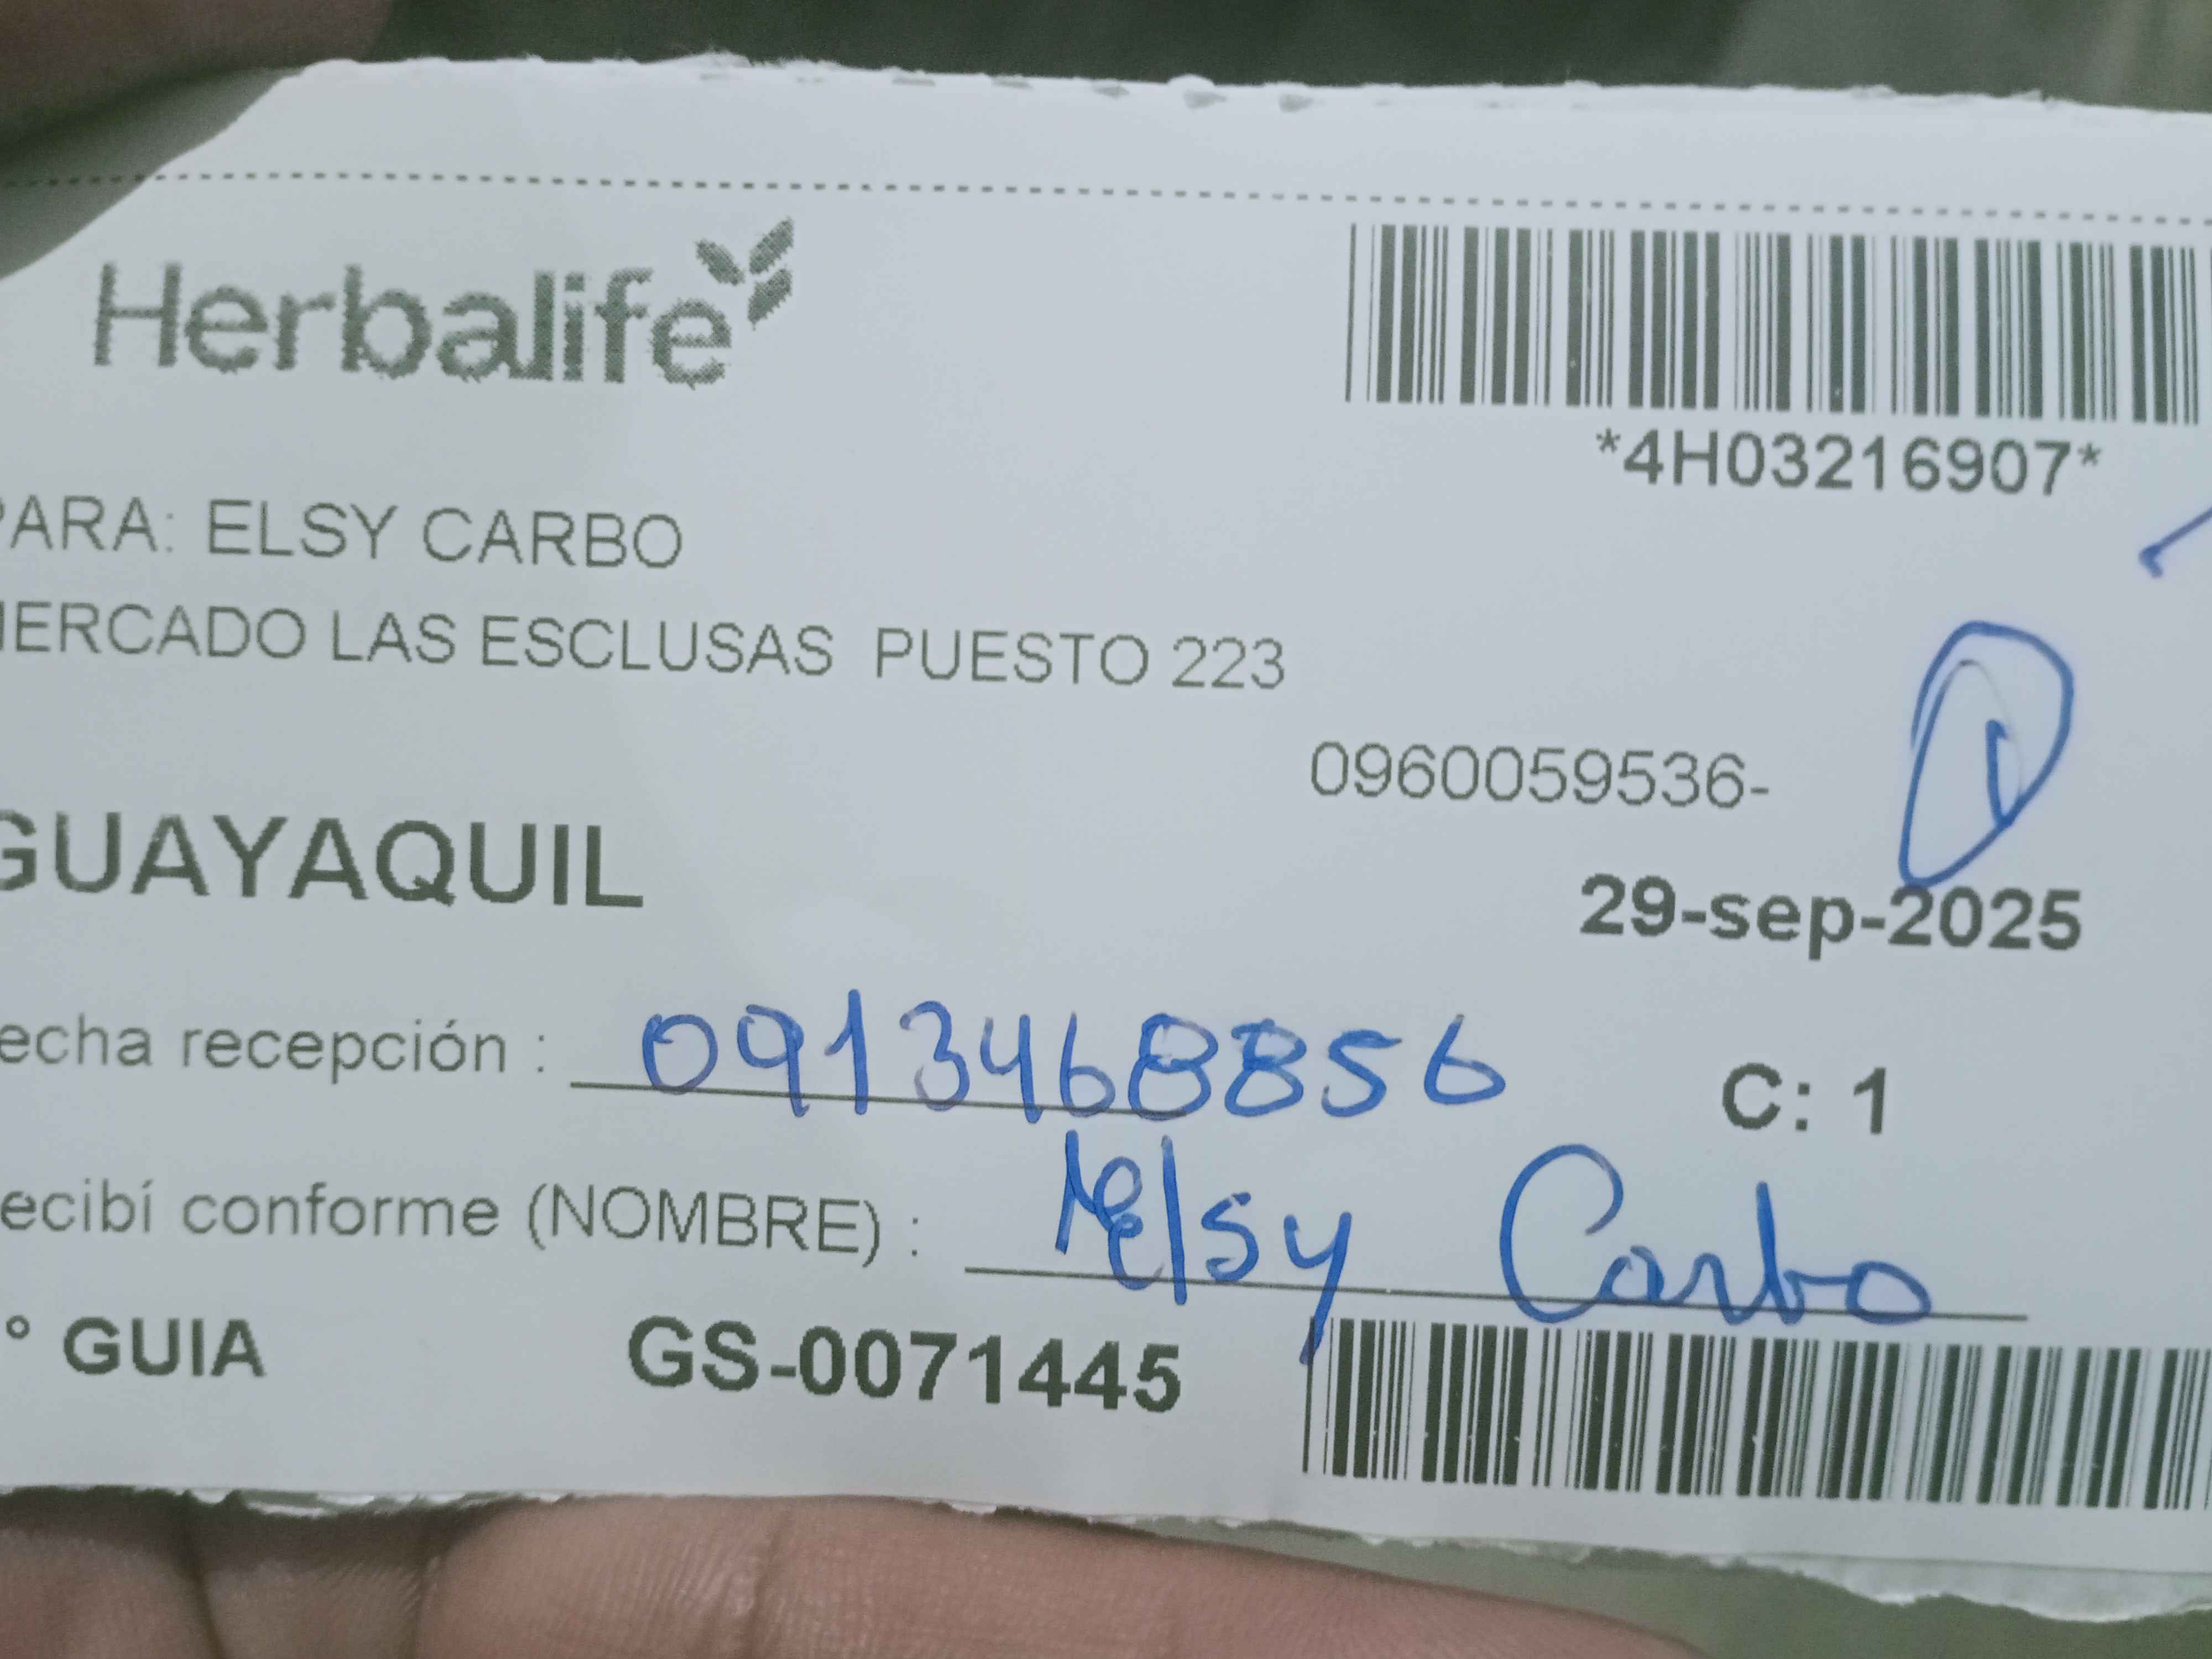 Herbalife
*4H03216907*
PARA: ELSY CARBO
MERCADO LAS ESCLUSAS PUESTO 223
0960059536-
GUAYAQUIL
29-sep-2025
echa recepción : 0913468856
C: 1
ecibí conforme (NOMBRE) : Elsy Carbo
° GUIA GS-0071445